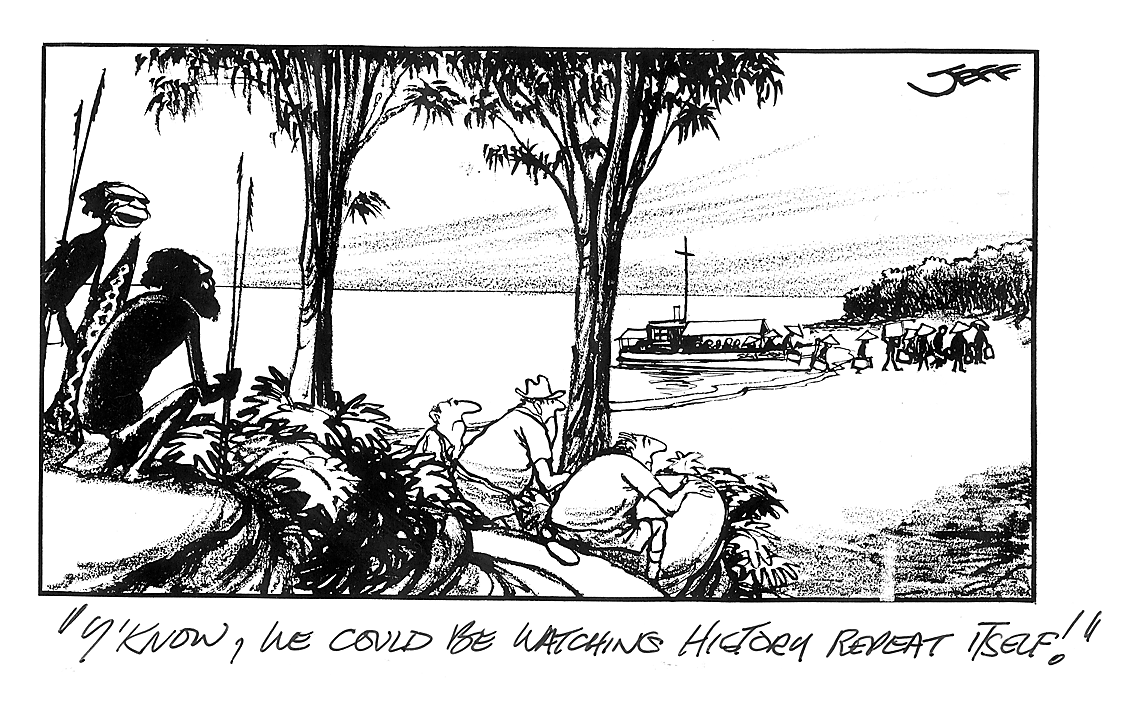 JEFF
"Y'KNOW, WE COULD BE WATCHING HISTORY REPEAT ITSELF!"